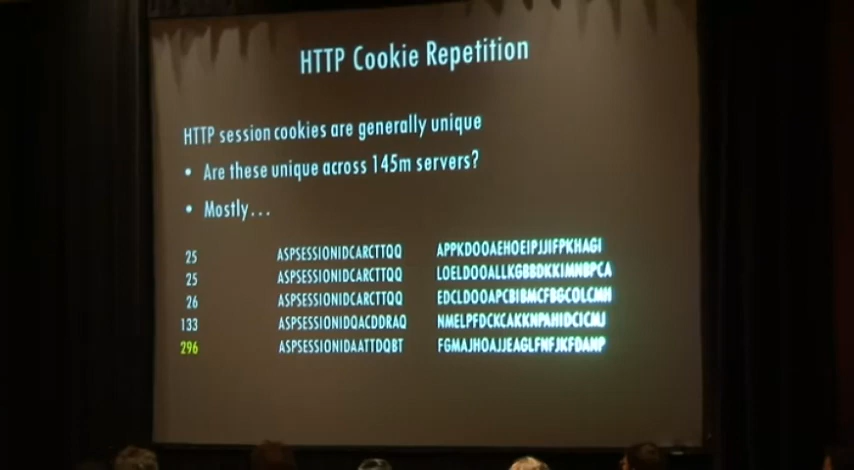 HTTP Cookie Repetition
HTTP session cookies are generally unique
• Are these unique across 145m servers?
• Mostly...
25 ASPSESSIONIDCARCTTQQ APPKDOOAEHOEIPJJIFPKHAGI
25 ASPSESSIONIDCARCTTQQ LOELDOOALLKGBBDKKIMNBPCA
26 ASPSESSIONIDCARCTTQQ EDCLDOOAPCBIBMCFBGCOLCMH
133 ASPSESSIONIDQACDDRAQ NMELPFDCKCAKKNPAHIDCICMJ
296 ASPSESSIONIDAATTDQBT FGMAJHOAJJEAGLFNFJKFDANP